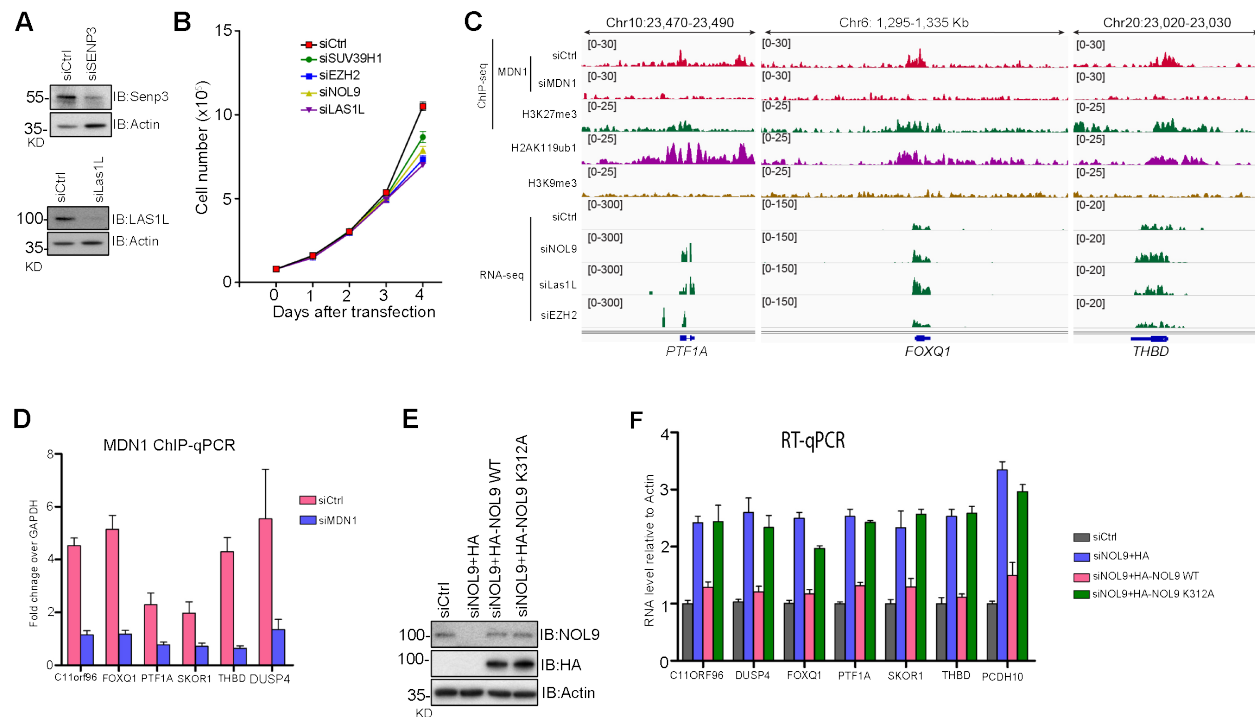 A
siCtrl
siSENP3
55-
IB:Senp3
35-
IB:Actin
KD
siCtrl
siLas1L
100
IB:LAS1L
35
IB:Actin
KD
B
siCtrl
siSUV39H1
siEZH2
siNOL9
siLAS1L
Cell number
15
10
5
0
0 1 2 3 4
Days after transfection
C
Chr10:23,470-23,490
Chr6: 1,295-1,335 Kb
Chr20:23,020-23,030
ChIP-seq
MDN1
siCtrl
[0-30] [0-30] [0-30]
siMDN1
[0-30] [0-30] [0-30]
H3K27me3
[0-25] [0-25] [0-25]
H2AK119ub1
[0-25] [0-25] [0-25]
H3K9me3
[0-25] [0-25] [0-25]
RNA-seq
siCtrl
[0-300] [0-150] [0-20]
siNOL9
[0-300] [0-150] [0-20]
siLas1L
[0-300] [0-150] [0-20]
siEZH2
[0-300] [0-150] [0-20]
PTF1A FOXQ1 THBD
D
MDN1 ChIP-qPCR
Fold chnage over GAPDH
8
6
4
2
0
C11orf96 FOXQ1 PTF1A SKOR1 THBD DUSP4
siCtrl
siMDN1
E
siCtrl
siNOL9+HA
siNOL9+HA-NOL9 WT
siNOL9+HA-NOL9 K312A
100-
IB:NOL9
100-
IB:HA
35-
IB:Actin
KD
F
RT-qPCR
RNA level relative to Actin
4
3
2
1
0
C11ORF96 DUSP4 FOXQ1 PTF1A SKOR1 THBD PCDH10
siCtrl
siNOL9+HA
siNOL9+HA-NOL9 WT
siNOL9+HA-NOL9 K312A